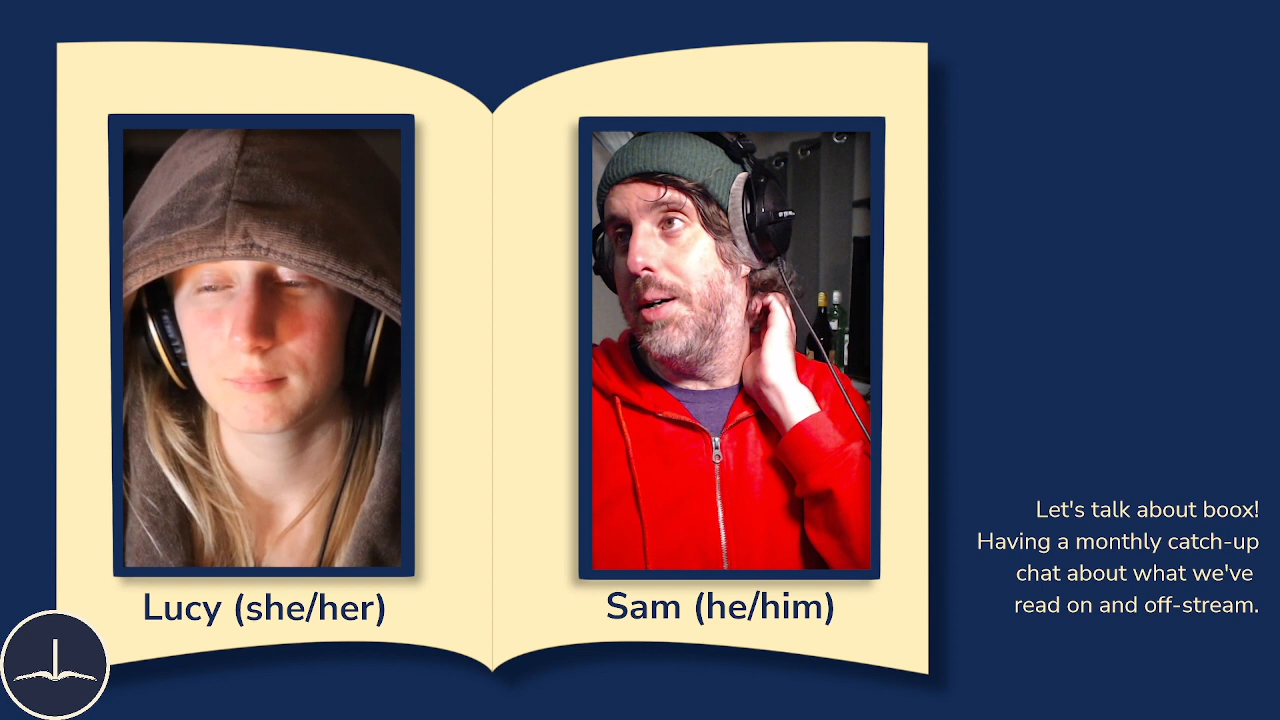 Lucy (she/her)
Sam (he/him)
Let's talk about boox!
Having a monthly catch-up
chat about what we've
read on and off-stream.